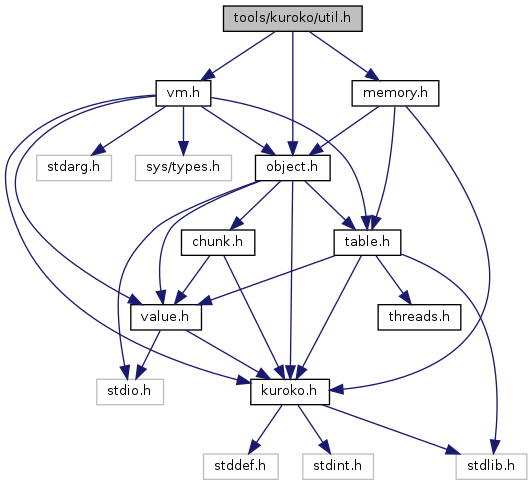 tools/kuroko/util.h
vm.h
memory.h
stdarg.h
sys/types.h
object.h
chunk.h
table.h
value.h
threads.h
stdio.h
kuroko.h
stddef.h
stdint.h
stdlib.h